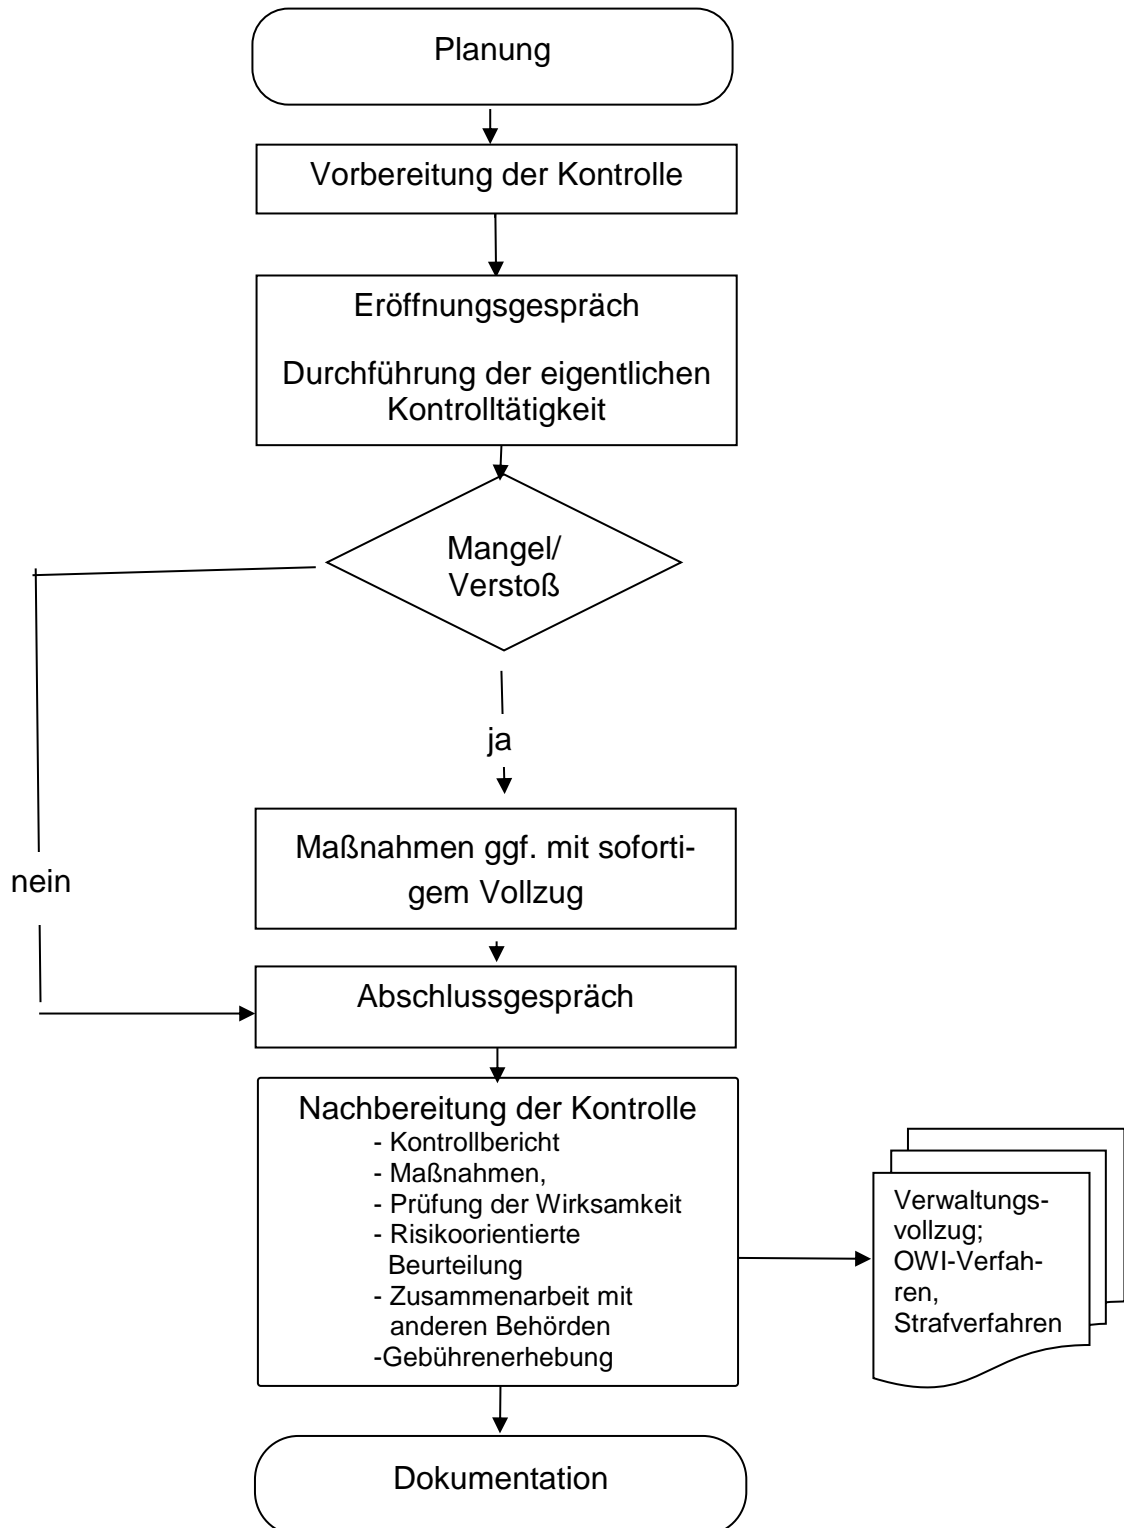 Planung
Vorbereitung der Kontrolle
Eröffnungsgespräch
Durchführung der eigentlichen
Kontrolltätigkeit
Mangel/
Verstoß
ja
nein
Maßnahmen ggf. mit soforti-
gem Vollzug
Abschlussgespräch
Nachbereitung der Kontrolle
- Kontrollbericht
- Maßnahmen,
- Prüfung der Wirksamkeit
- Risikoorientierte
Beurteilung
- Zusammenarbeit mit
anderen Behörden
-Gebührenerhebung
Verwaltungs-
vollzug;
OWI-Verfah-
ren,
Strafverfahren
Dokumentation